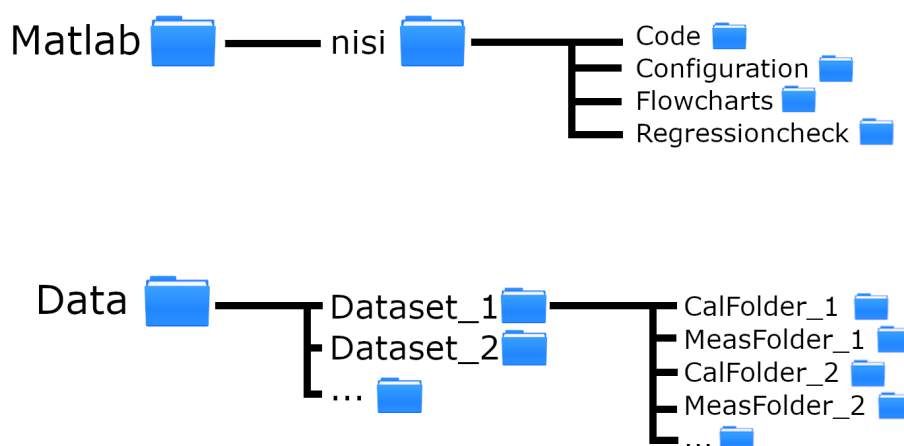 Matlab nisi Code
Configuration
Flowcharts
Regressioncheck
Data Dataset_1 CalFolder_1
Dataset_2 MeasFolder_1
... CalFolder_2
MeasFolder_2
...